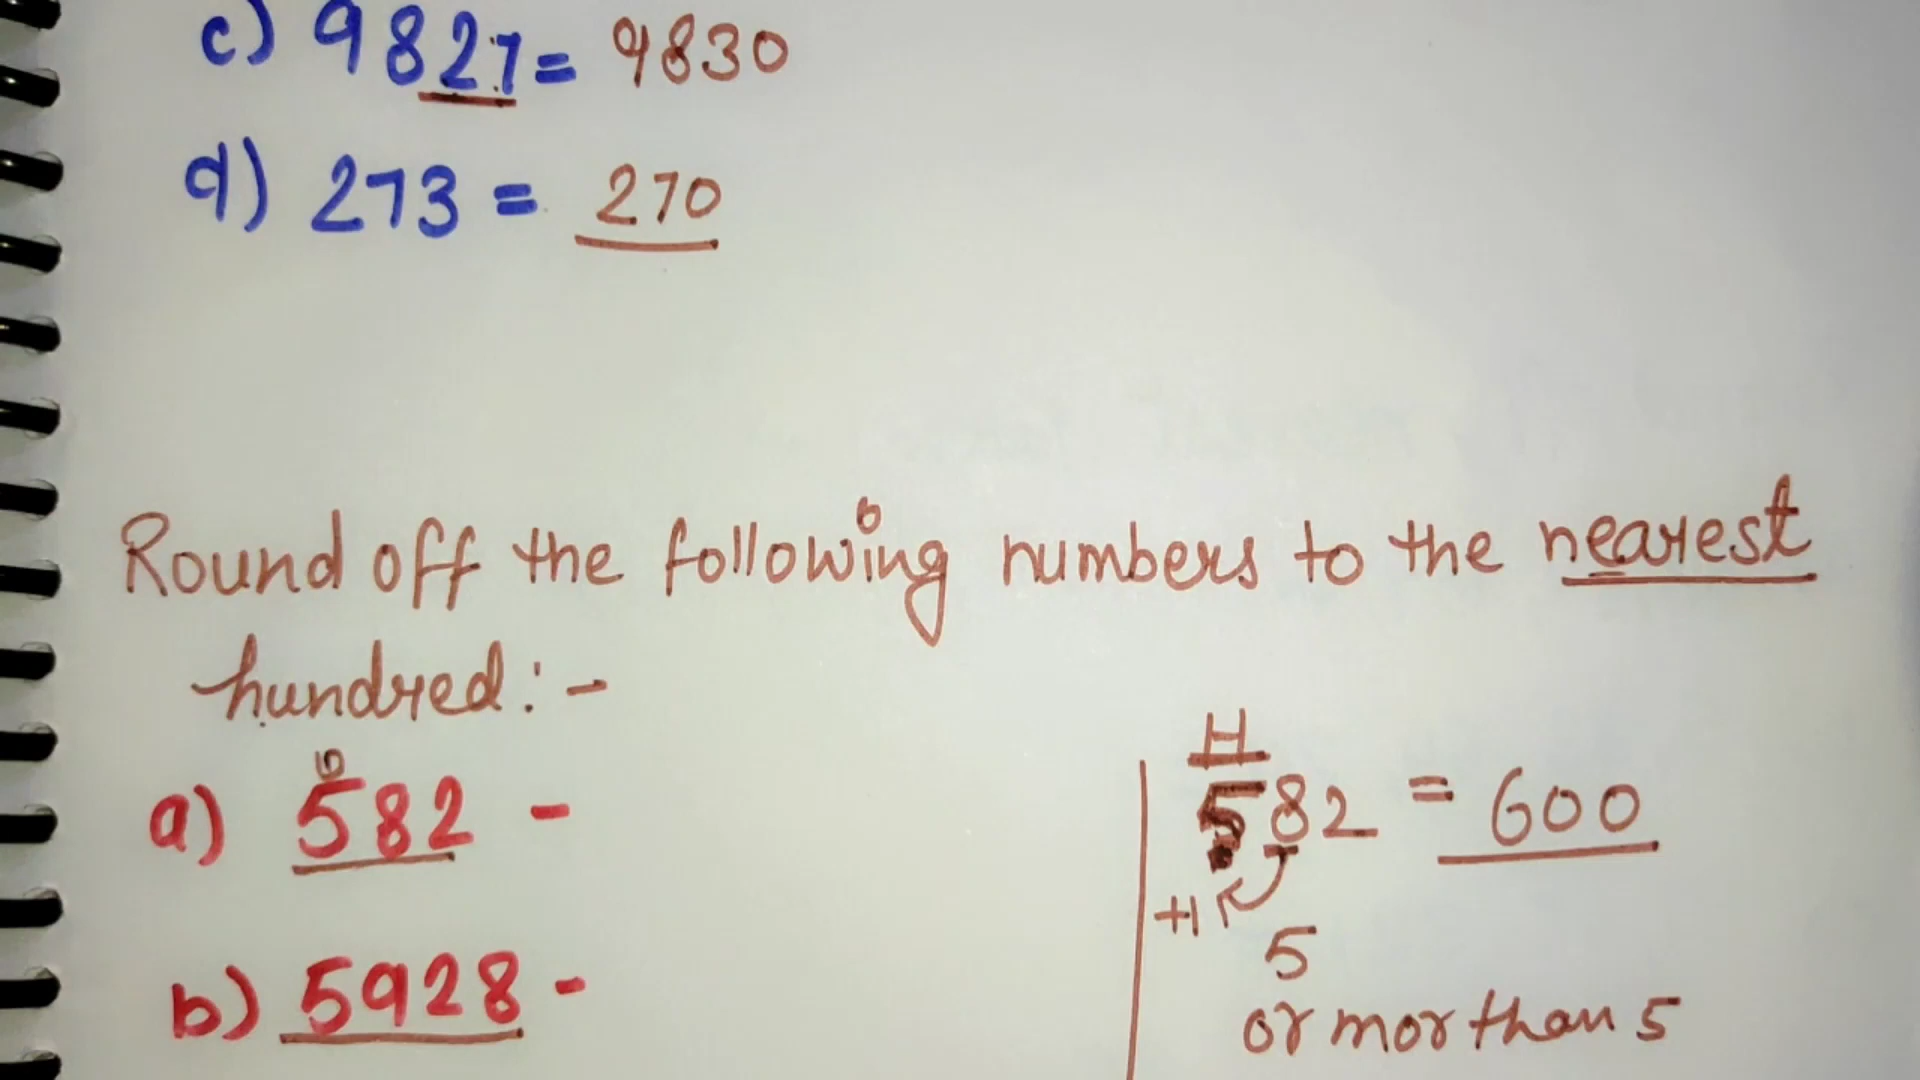 c) 9827 = 9830
d) 273 = 270
Round off the following numbers to the nearest
hundred : -
a) 582 -
b) 5928 -
H
582 = 600
+1
5
or mor than 5